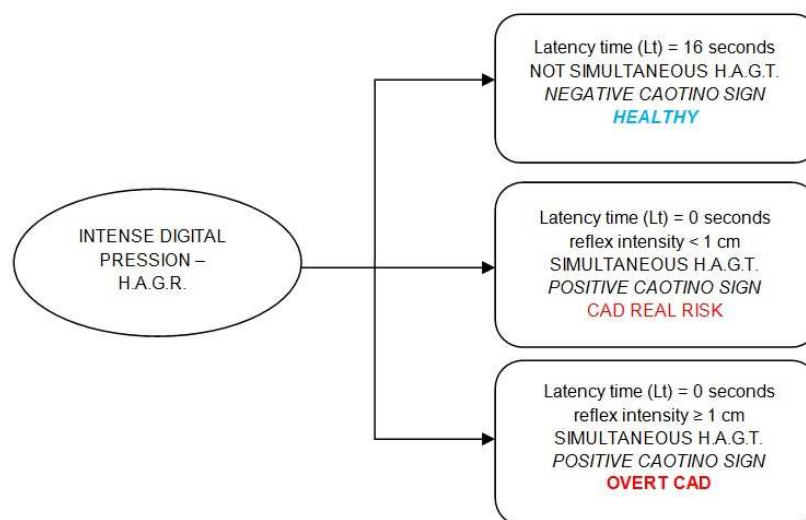 Latency time (Lt) = 16 seconds
NOT SIMULTANEOUS H.A.G.T.
NEGATIVE CAOTINO SIGN
HEALTHY
INTENSE DIGITAL
PRESSION –
H.A.G.R.
Latency time (Lt) = 0 seconds
reflex intensity < 1 cm
SIMULTANEOUS H.A.G.T.
POSITIVE CAOTINO SIGN
CAD REAL RISK
Latency time (Lt) = 0 seconds
reflex intensity ≥ 1 cm
SIMULTANEOUS H.A.G.T.
POSITIVE CAOTINO SIGN
OVERT CAD